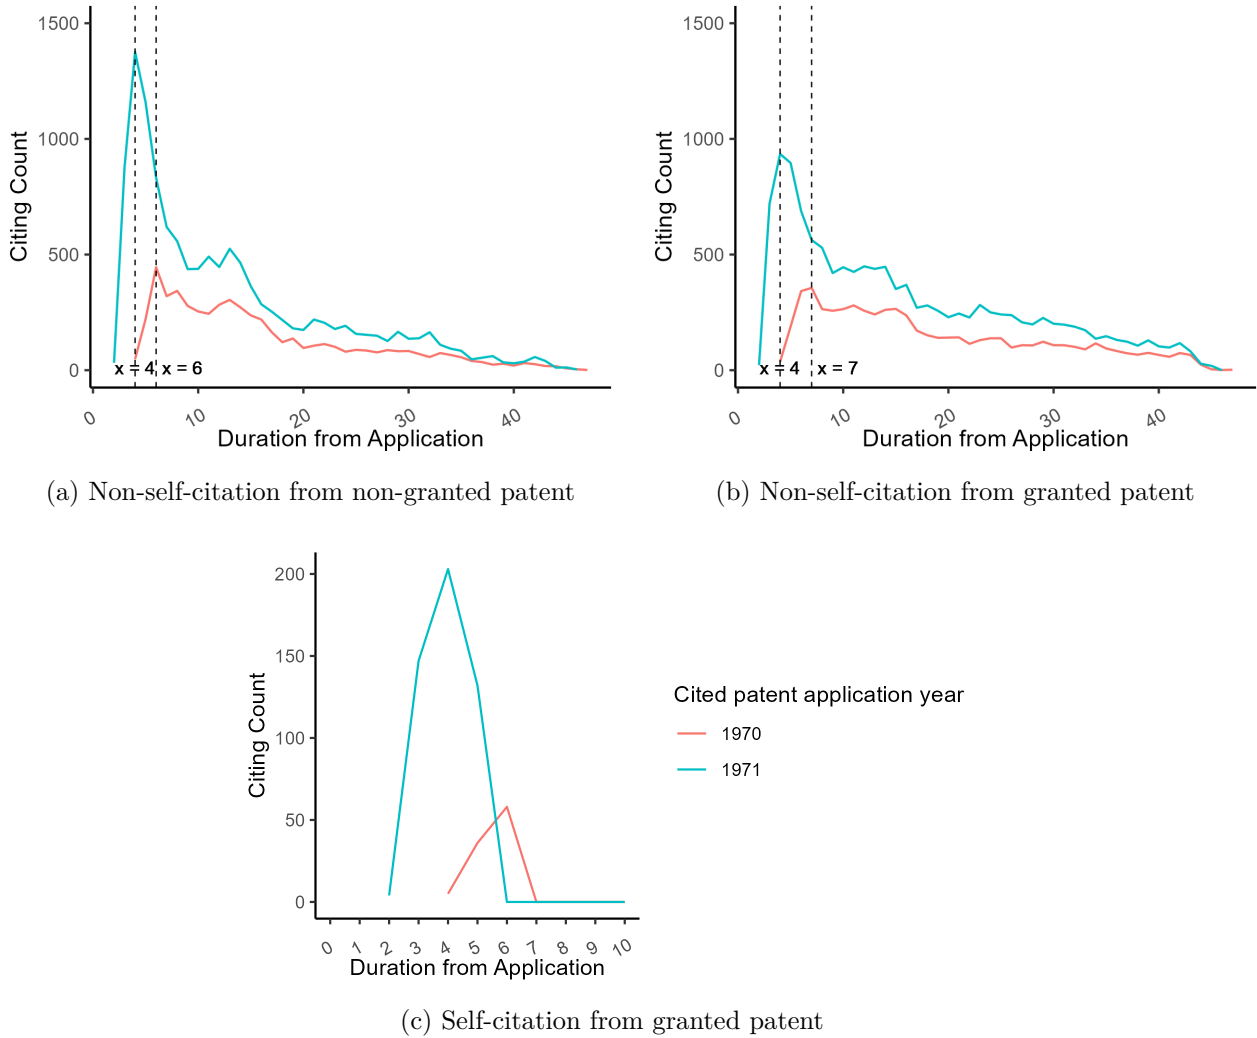 1500
1000
500
0
Citing Count
x = 4
x = 6
0 10 20 30 40
Duration from Application
(a) Non-self-citation from non-granted patent
1500
1000
500
0
Citing Count
x = 4
x = 7
0 10 20 30 40
Duration from Application
(b) Non-self-citation from granted patent
200
150
100
50
0
Citing Count
0 1 2 3 4 5 6 7 8 9 10
Duration from Application
Cited patent application year
1970
1971
(c) Self-citation from granted patent